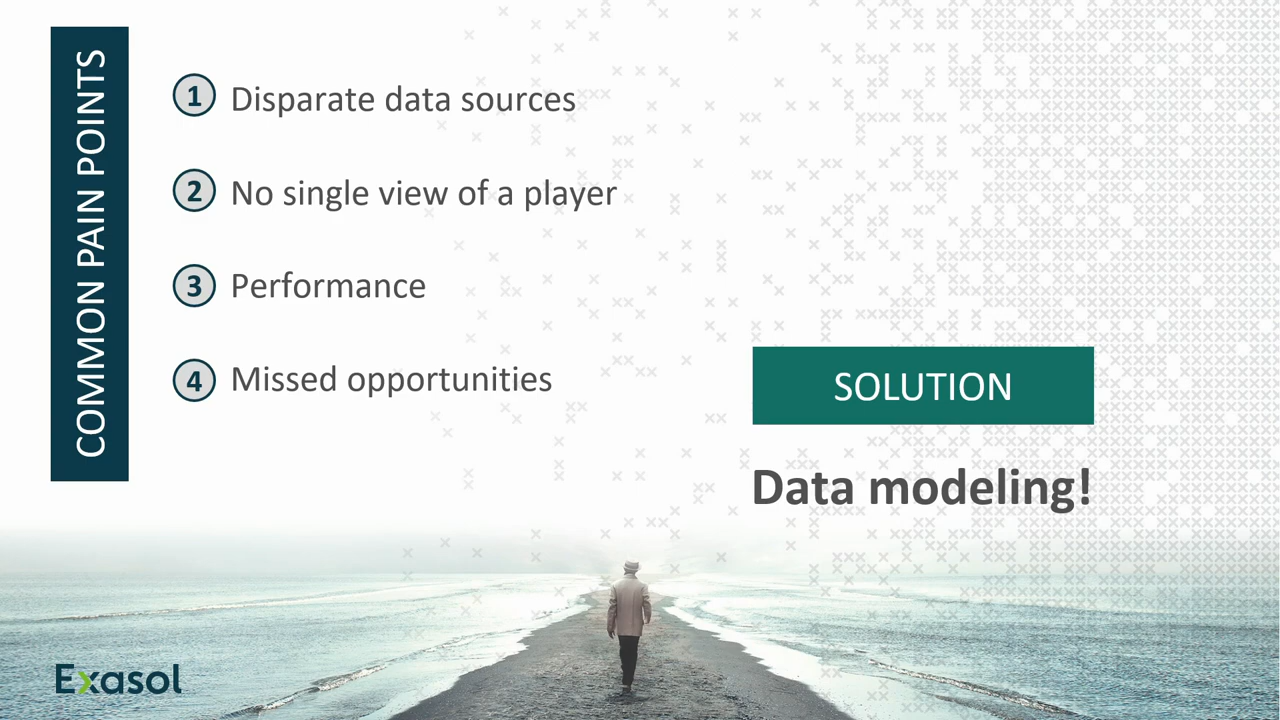 COMMON PAIN POINTS
1 Disparate data sources
2 No single view of a player
3 Performance
4 Missed opportunities
SOLUTION
Data modeling!
Exasol